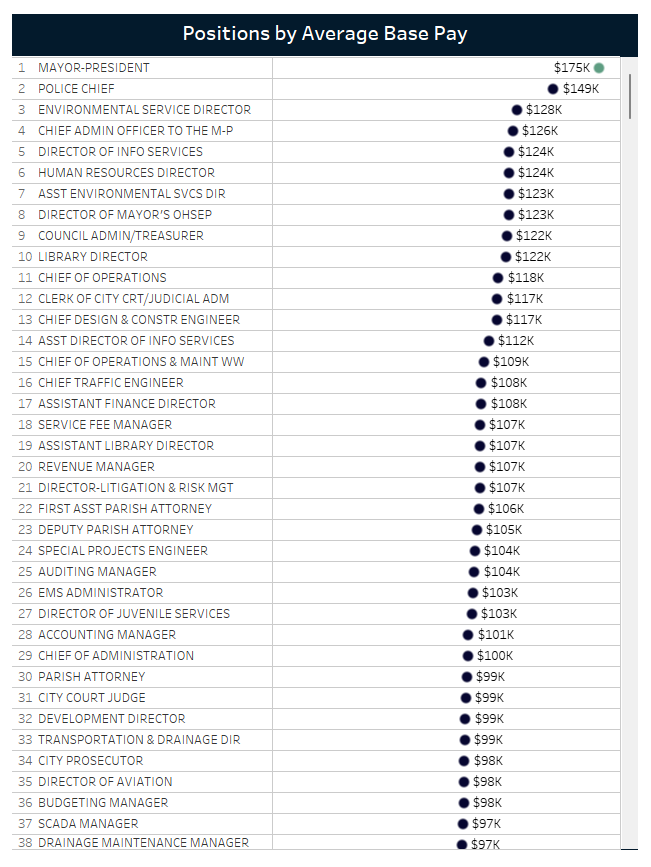 Positions by Average Base Pay
1 MAYOR-PRESIDENT $175K
2 POLICE CHIEF $149K
3 ENVIRONMENTAL SERVICE DIRECTOR $128K
4 CHIEF ADMIN OFFICER TO THE M-P $126K
5 DIRECTOR OF INFO SERVICES $124K
6 HUMAN RESOURCES DIRECTOR $124K
7 ASST ENVIRONMENTAL SVCS DIR $123K
8 DIRECTOR OF MAYOR'S OHSEP $123K
9 COUNCIL ADMIN/TREASURER $122K
10 LIBRARY DIRECTOR $122K
11 CHIEF OF OPERATIONS $118K
12 CLERK OF CITY CRT/JUDICIAL ADM $117K
13 CHIEF DESIGN & CONSTR ENGINEER $117K
14 ASST DIRECTOR OF INFO SERVICES $112K
15 CHIEF OF OPERATIONS & MAINT WW $109K
16 CHIEF TRAFFIC ENGINEER $108K
17 ASSISTANT FINANCE DIRECTOR $108K
18 SERVICE FEE MANAGER $107K
19 ASSISTANT LIBRARY DIRECTOR $107K
20 REVENUE MANAGER $107K
21 DIRECTOR-LITIGATION & RISK MGT $107K
22 FIRST ASST PARISH ATTORNEY $106K
23 DEPUTY PARISH ATTORNEY $105K
24 SPECIAL PROJECTS ENGINEER $104K
25 AUDITING MANAGER $104K
26 EMS ADMINISTRATOR $103K
27 DIRECTOR OF JUVENILE SERVICES $103K
28 ACCOUNTING MANAGER $101K
29 CHIEF OF ADMINISTRATION $100K
30 PARISH ATTORNEY $99K
31 CITY COURT JUDGE $99K
32 DEVELOPMENT DIRECTOR $99K
33 TRANSPORTATION & DRAINAGE DIR $99K
34 CITY PROSECUTOR $98K
35 DIRECTOR OF AVIATION $98K
36 BUDGETING MANAGER $98K
37 SCADA MANAGER $97K
38 DRAINAGE MAINTENANCE MANAGER $97K